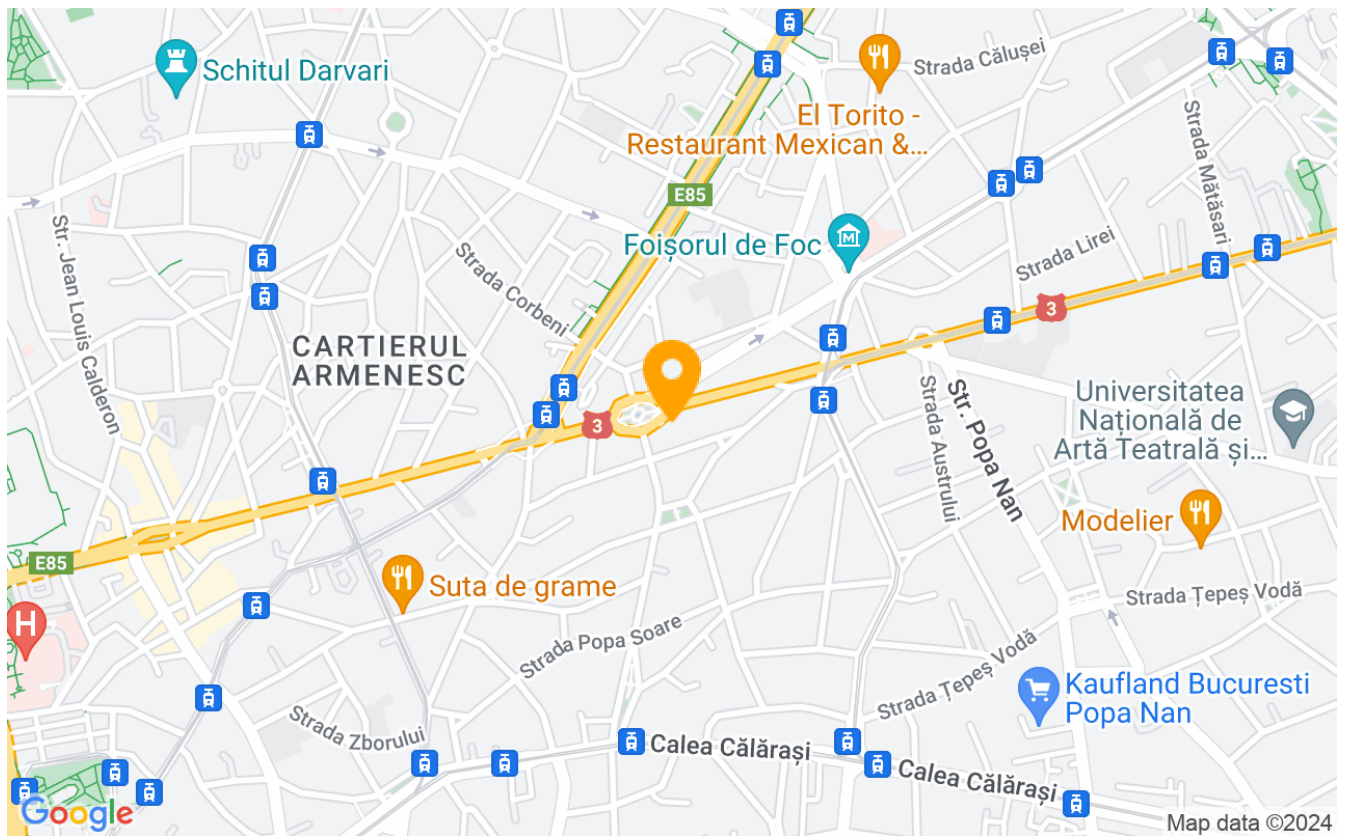 Schitul Darvari
Strada Călușei
El Torito -
Restaurant Mexican &...
Strada Mătăsari
E85
Str. Jean Louis Calderon
Foișorul de Foc
Strada Lirei
Strada Corbeni
3
CARTIERUL
ARMENESC
3
Universitatea
Națională de
Artă Teatrală și...
Strada Austrului
Str. Popa Nan
Modelier
E85
Suta de grame
H
Strada Țepeș Vodă
Strada Popa Soare
Strada Țepeș Vodă
Kaufland Bucuresti
Popa Nan
Strada Zborului
Calea Călărași
Calea Călărași
Google
Map data ©2024
M